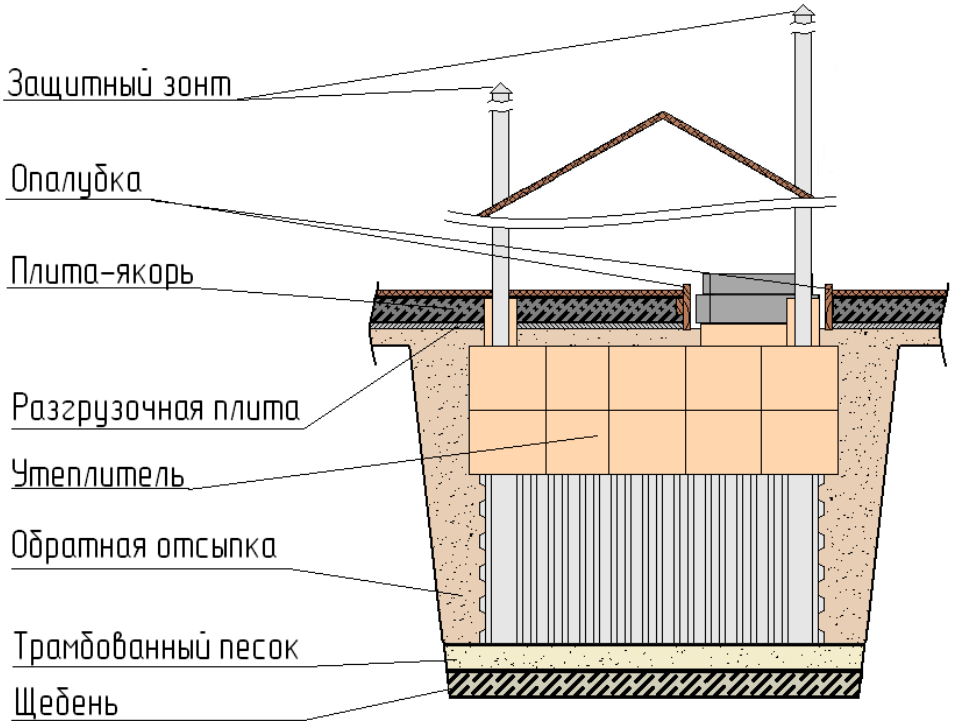 Защитный зонт
Опалубка
Плита-якорь
Разгрузочная плита
Утеплитель
Обратная отсыпка
Трамбованный песок
Щебень